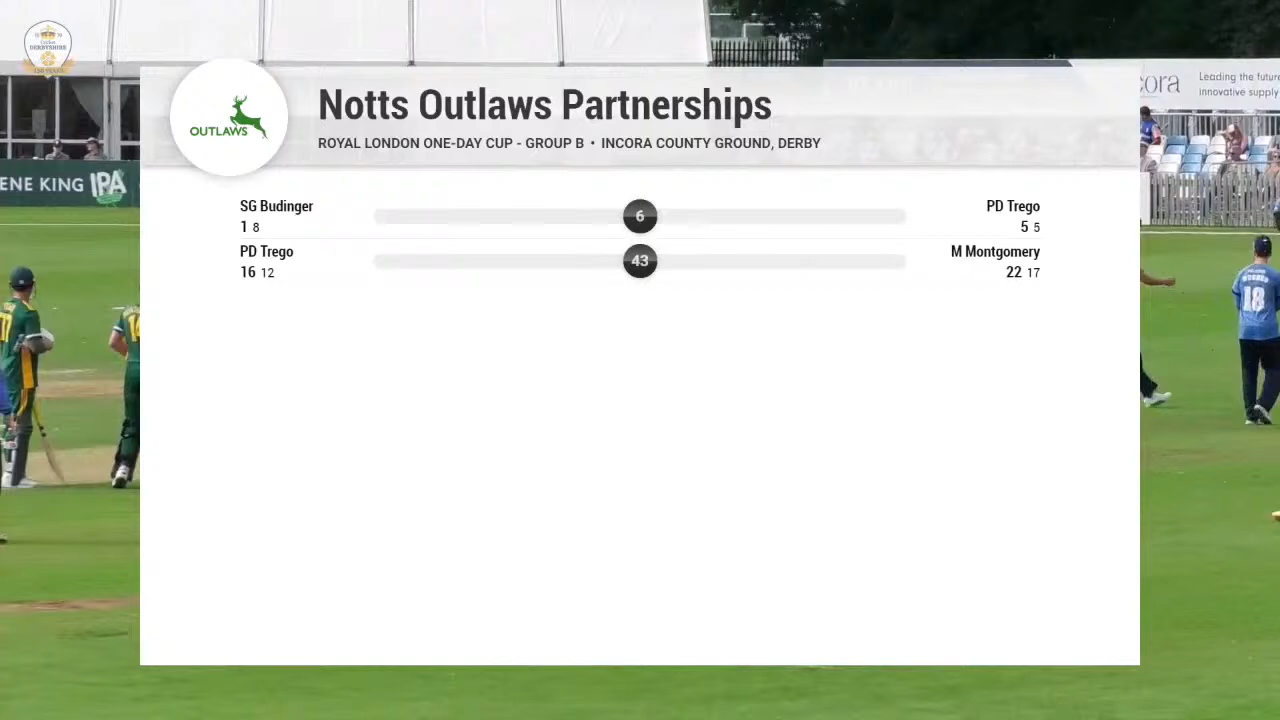 Notts Outlaws Partnerships
ROYAL LONDON ONE-DAY CUP - GROUP B • INCORA COUNTY GROUND, DERBY
OUTLAWS
SG Budinger
1 8
6
PD Trego
5 5
PD Trego
16 12
43
M Montgomery
22 17
DERBYSHIRE
ENE KING IPA
cora
Leading the futur
innovative supply
18